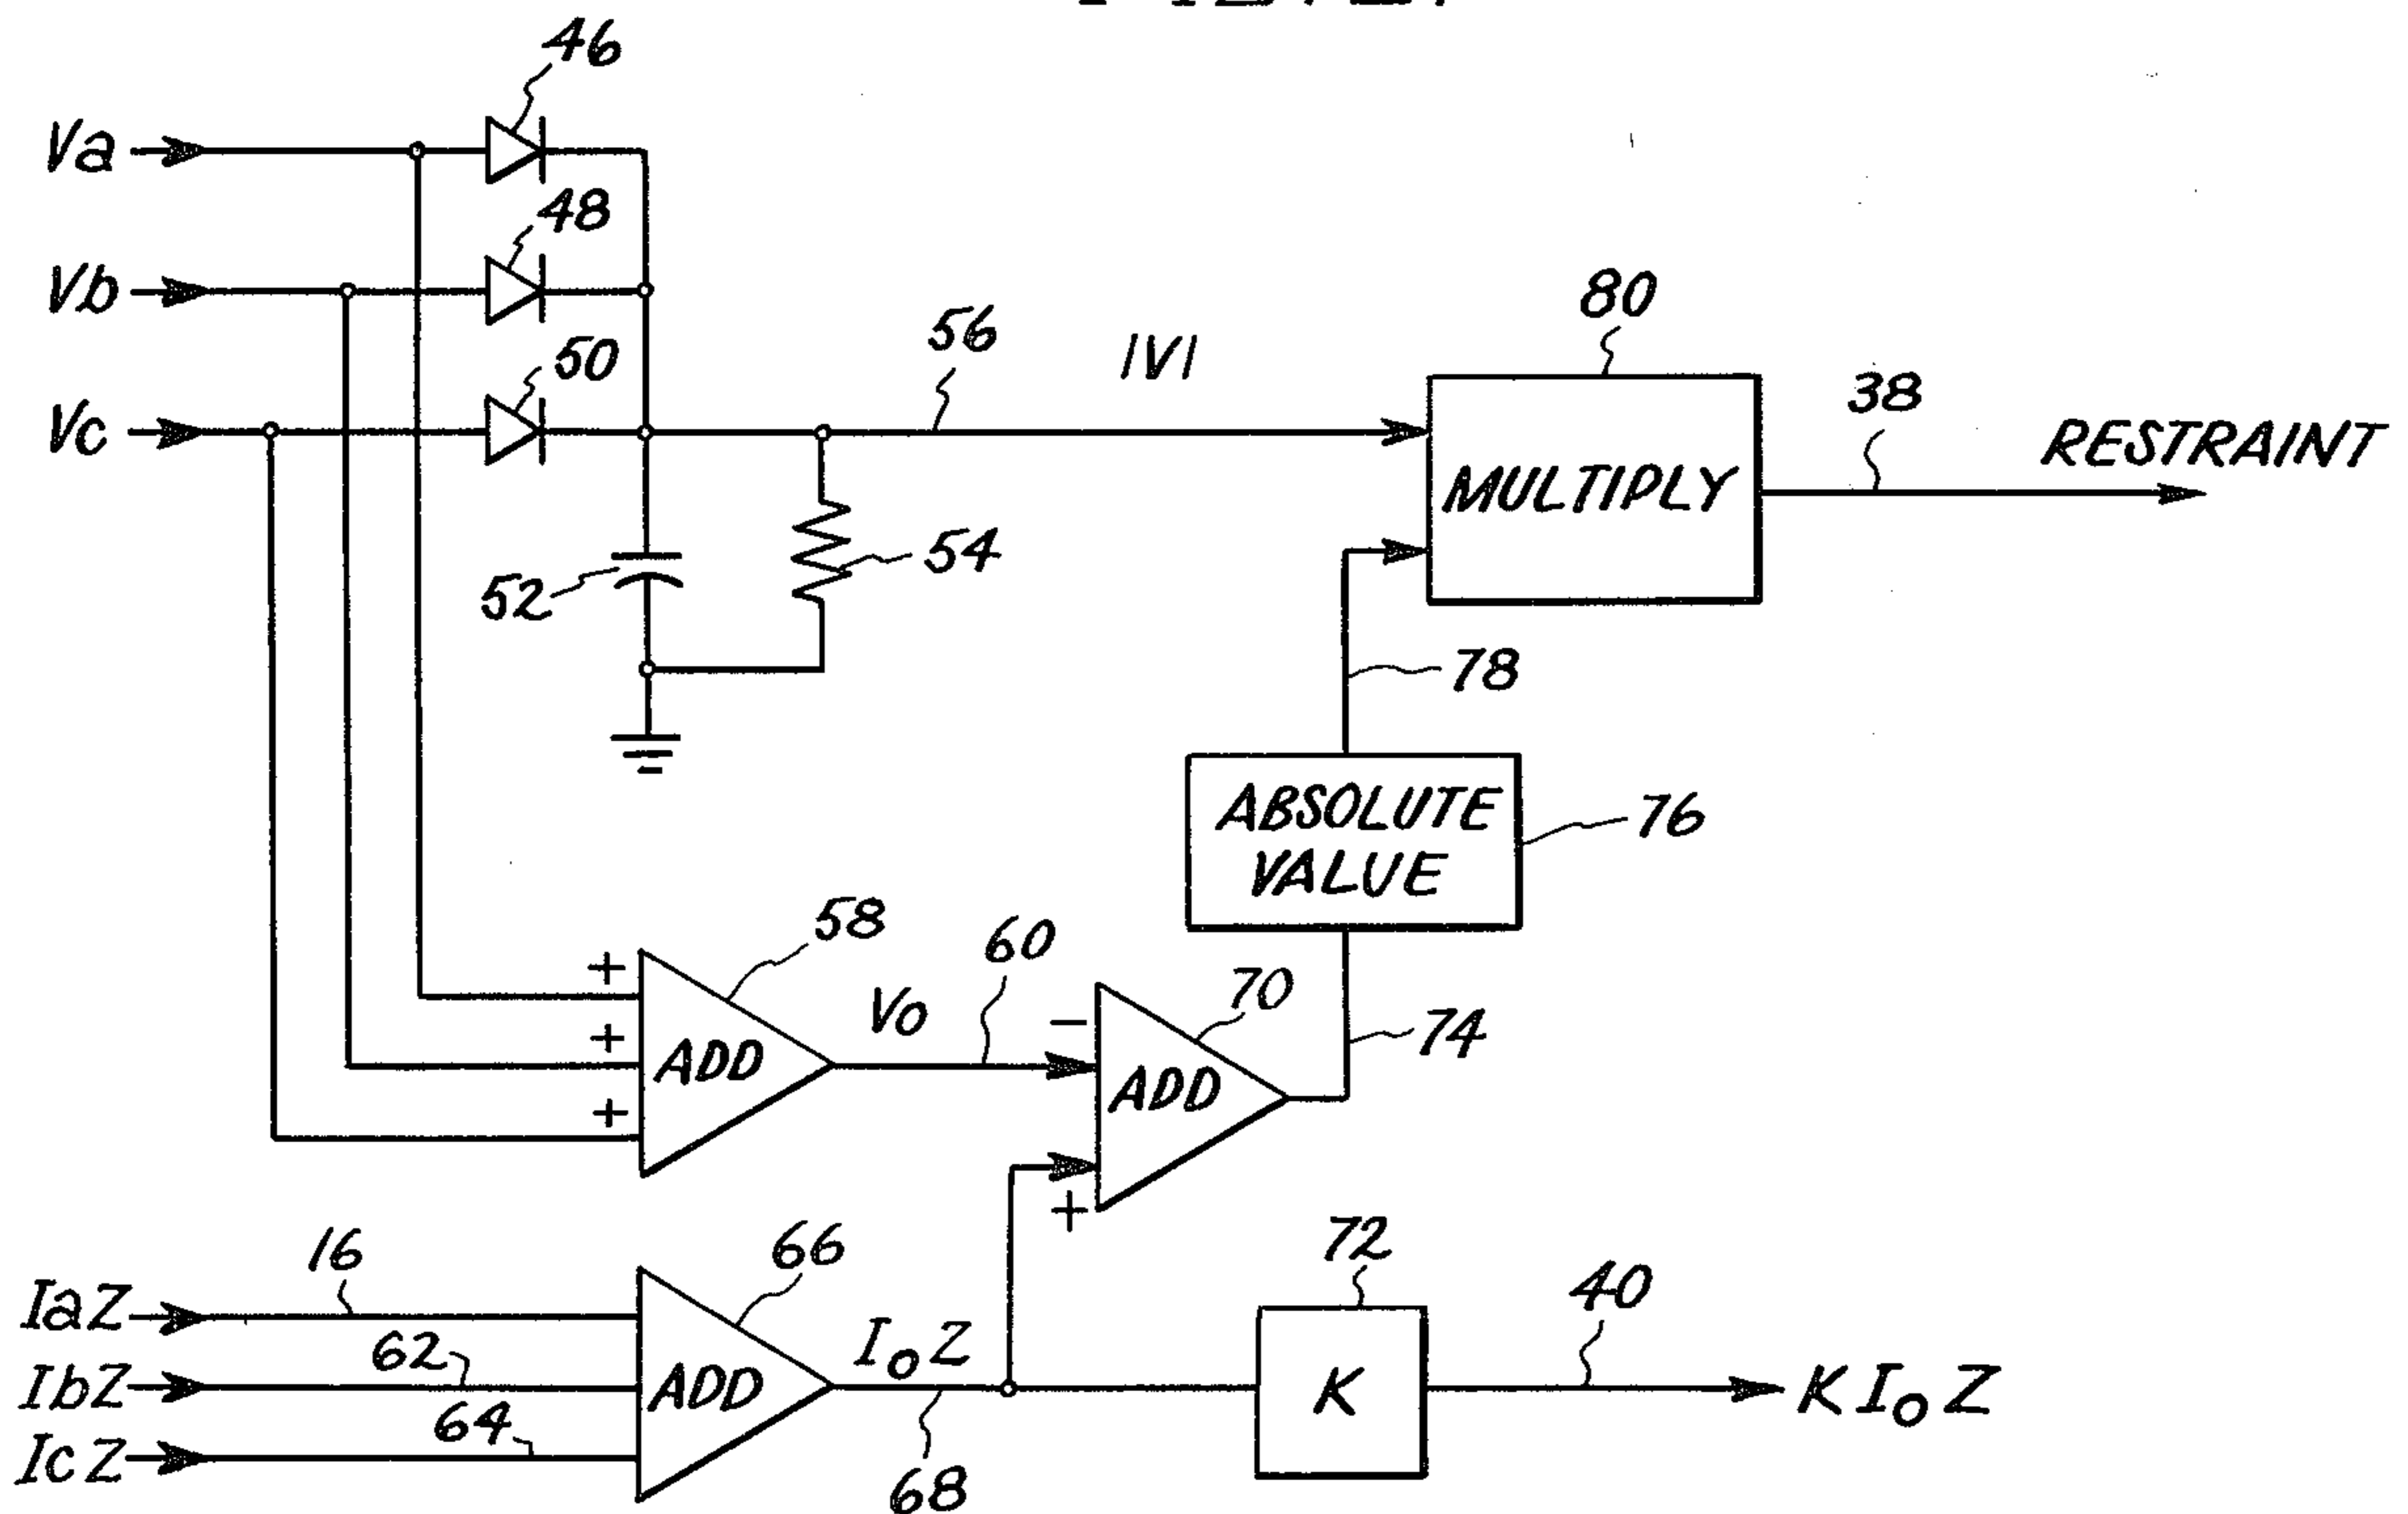 46
Va
48
Vb
50
Vc
56
|V|
80
MULTIPLY
38
RESTRAINT
52
54
78
ABSOLUTE
VALUE
76
58
+
+
+
ADD
Vo
60
−
+
ADD
70
74
IaZ
16
IbZ
62
IcZ
64
ADD
66
IoZ
68
72
K
40
K IoZ